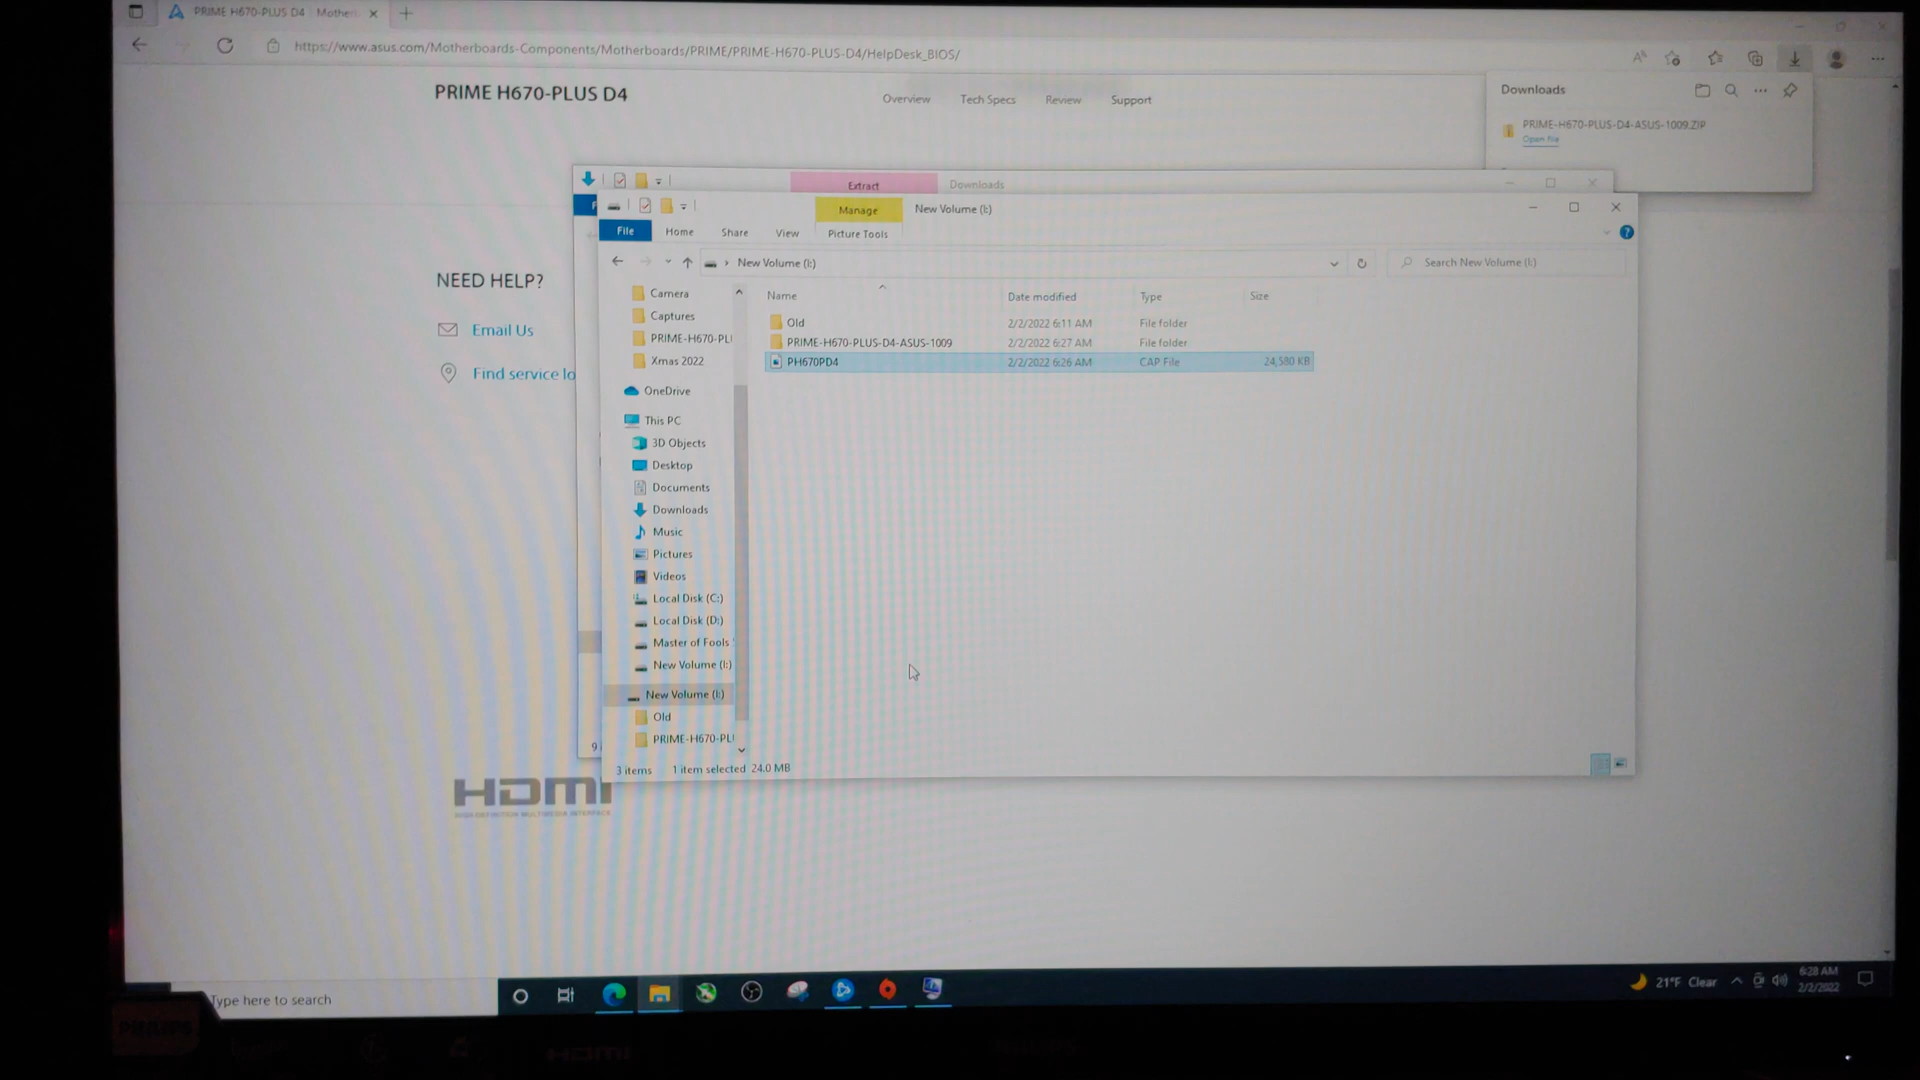 PRIME H670-PLUS D4 | Mother
https://www.asus.com/Motherboards-Components/Motherboards/PRIME/PRIME-H670-PLUS-D4/HelpDesk_BIOS/
PRIME H670-PLUS D4
Overview
Tech Specs
Review
Support
Downloads
PRIME-H670-PLUS-D4-ASUS-1009.ZIP
Open file
Extract
Downloads
Manage
New Volume (I:)
File
Home
Share
View
Picture Tools
New Volume (I:)
Search New Volume (I:)
NEED HELP?
Email Us
Find service lo
Camera
Captures
PRIME-H670-PL
Xmas 2022
OneDrive
This PC
3D Objects
Desktop
Documents
Downloads
Music
Pictures
Videos
Local Disk (C:)
Local Disk (D:)
Master of Fools
New Volume (I:)
New Volume (I:)
Old
PRIME-H670-PL
Name Date modified Type Size
Old 2/2/2022 6:11 AM File folder
PRIME-H670-PLUS-D4-ASUS-1009 2/2/2022 6:27 AM File folder
PH670PD4 2/2/2022 6:26 AM CAP File 24,580 KB
9
3 items 1 item selected 24.0 MB
HDMI
HIGH-DEFINITION MULTIMEDIA INTERFACE
Type here to search
21°F Clear
6:28 AM
2/2/2022
PHILIPS
HDMI